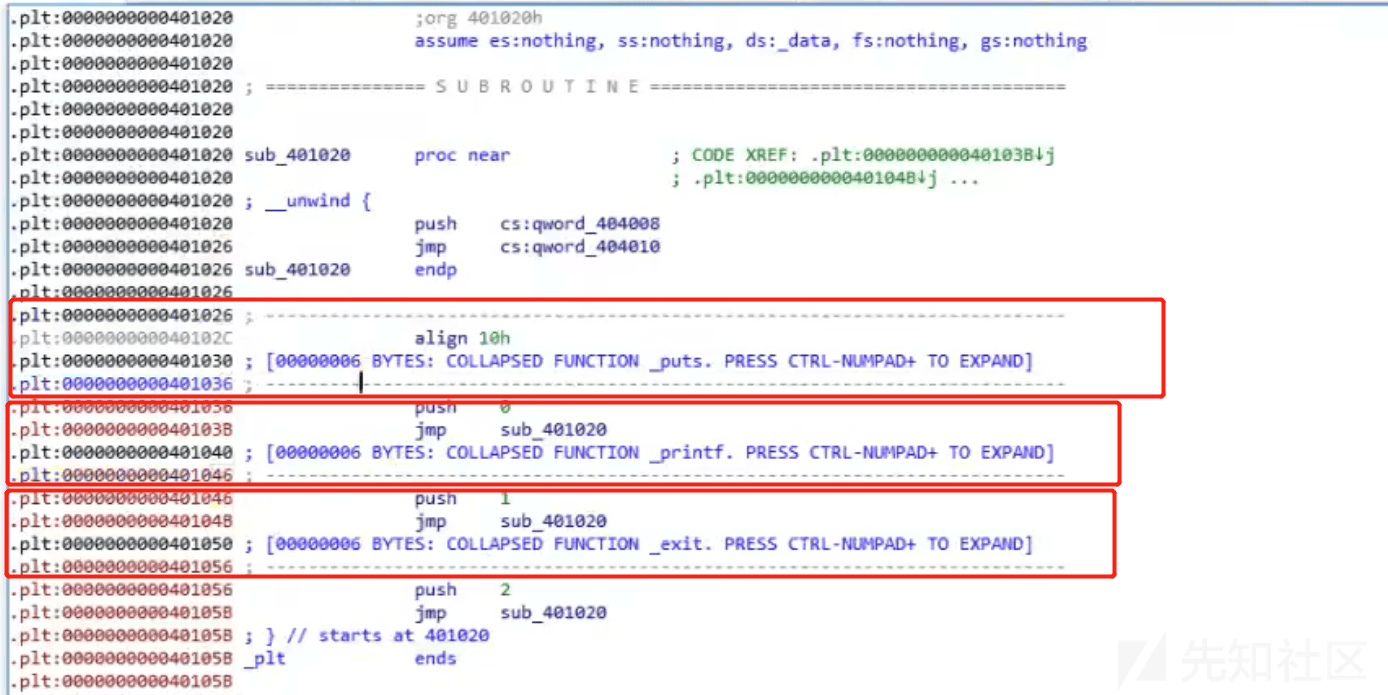 .plt:0000000000401020 ;org 401020h
.plt:0000000000401020 assume es:nothing, ss:nothing, ds:_data, fs:nothing, gs:nothing
.plt:0000000000401020
.plt:0000000000401020 ; =============== S U B R O U T I N E =======================================
.plt:0000000000401020
.plt:0000000000401020
.plt:0000000000401020 sub_401020 proc near ; CODE XREF: .plt:000000000040103B↓j
.plt:0000000000401020 ; .plt:000000000040104B↓j ...
.plt:0000000000401020 ; __unwind {
.plt:0000000000401020 push cs:qword_404008
.plt:0000000000401026 jmp cs:qword_404010
.plt:0000000000401026 sub_401020 endp
.plt:0000000000401026
.plt:0000000000401026 ; ---------------------------------------------------------------------------
.plt:000000000040102C align 10h
.plt:0000000000401030 ; [00000006 BYTES: COLLAPSED FUNCTION _puts. PRESS CTRL-NUMPAD+ TO EXPAND]
.plt:0000000000401036 ; ---------------------------------------------------------------------------
.plt:0000000000401036 push 0
.plt:000000000040103B jmp sub_401020
.plt:0000000000401040 ; [00000006 BYTES: COLLAPSED FUNCTION _printf. PRESS CTRL-NUMPAD+ TO EXPAND]
.plt:0000000000401046 ; ---------------------------------------------------------------------------
.plt:0000000000401046 push 1
.plt:000000000040104B jmp sub_401020
.plt:0000000000401050 ; [00000006 BYTES: COLLAPSED FUNCTION _exit. PRESS CTRL-NUMPAD+ TO EXPAND]
.plt:0000000000401056 ; ---------------------------------------------------------------------------
.plt:0000000000401056 push 2
.plt:000000000040105B jmp sub_401020
.plt:000000000040105B ; } // starts at 401020
.plt:000000000040105B _plt ends
.plt:000000000040105B
先知社区